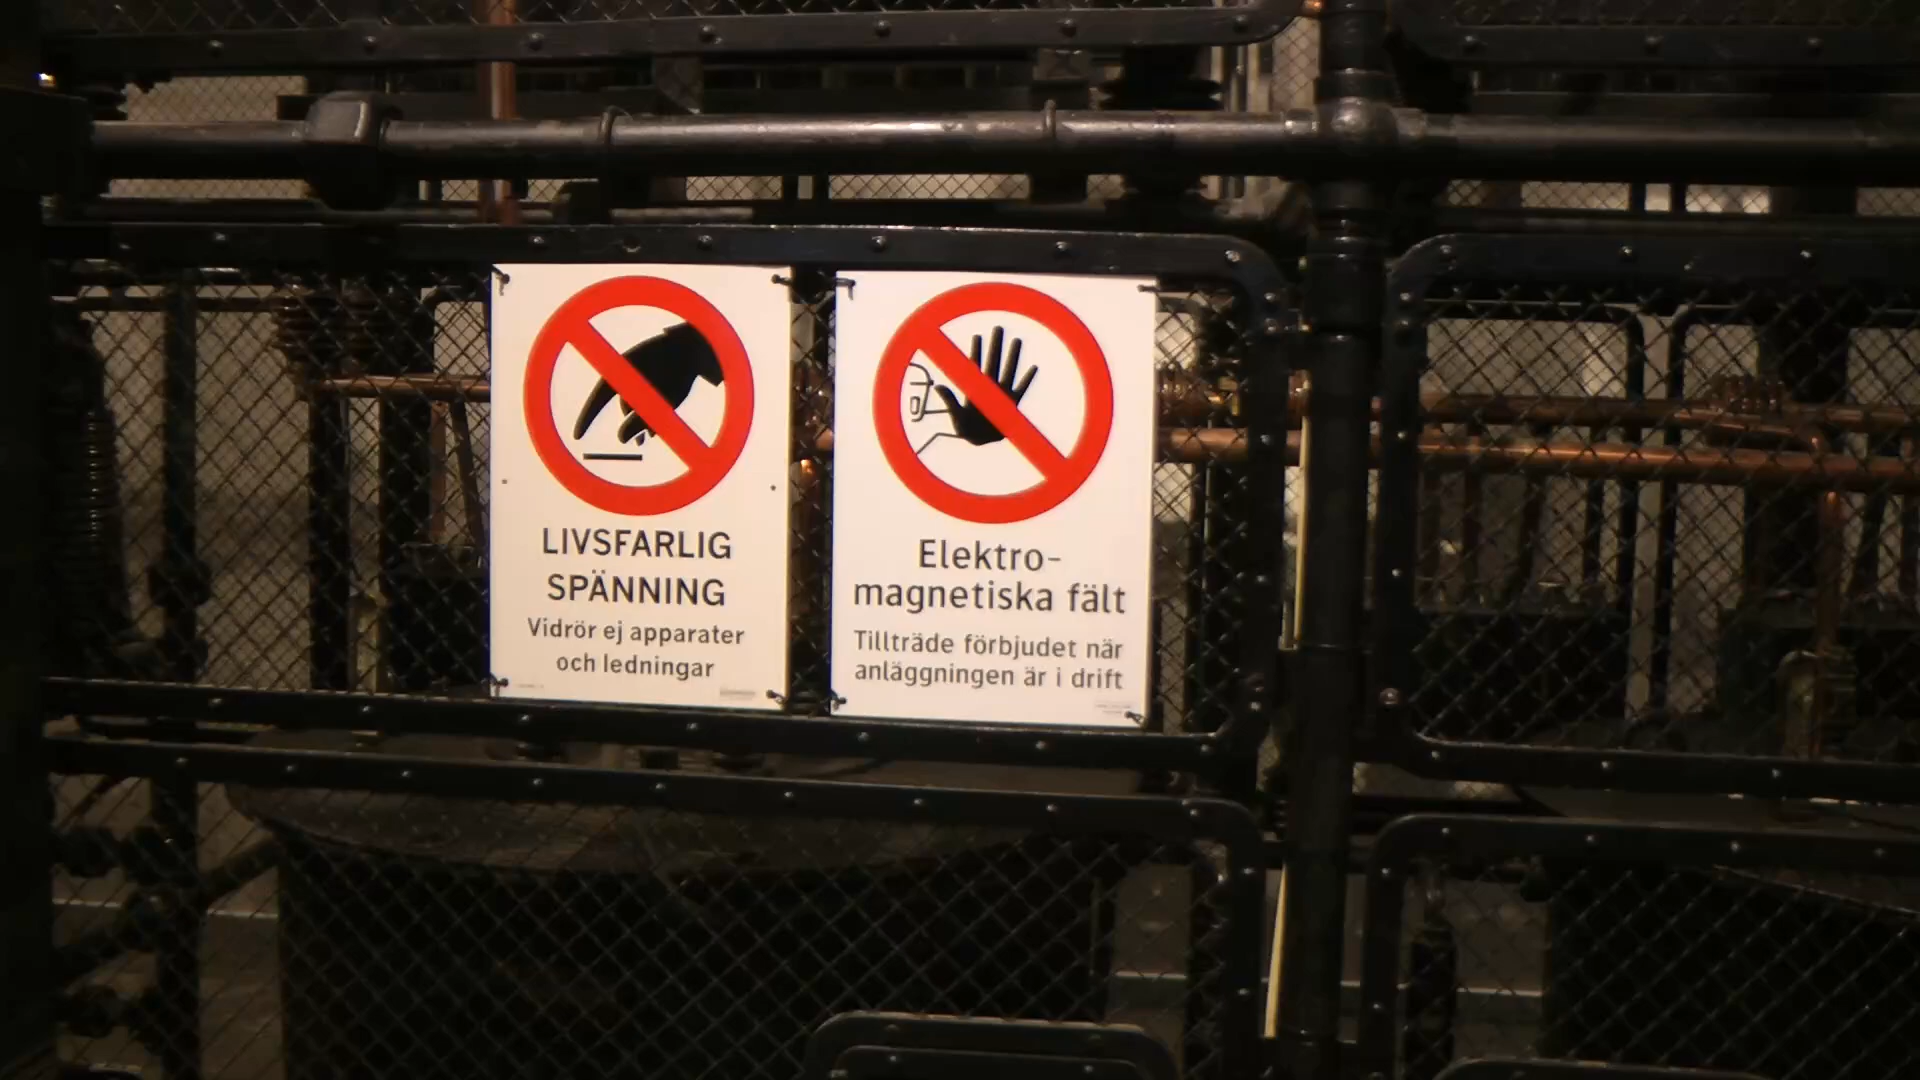 LIVSFARLIG
SPÄNNING
Vidrör ej apparater
och ledningar
Elektro-
magnetiska fält
Tillträde förbjudet när
anläggningen är i drift